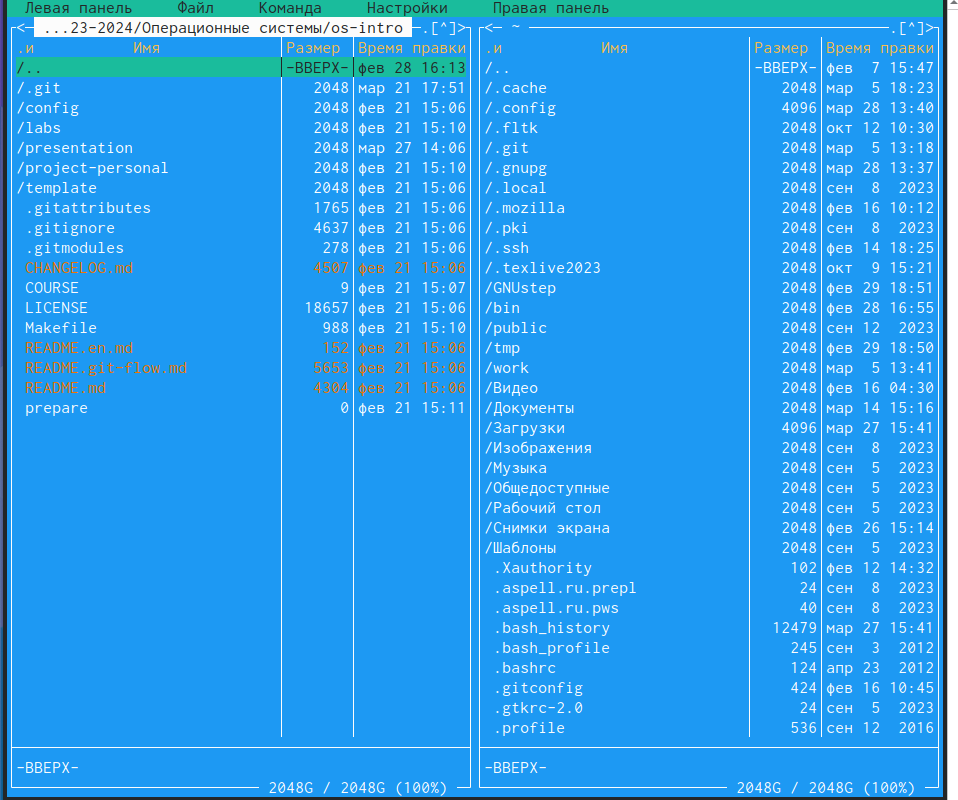 Левая панель Файл Команда Настройки Правая панель
<─ ...23-2024/Операционные системы/os-intro ─.[^]>
.и Имя Размер Время правки
/.. -ВВЕРХ- фев 28 16:13
/.git 2048 мар 21 17:51
/config 2048 фев 21 15:06
/labs 2048 фев 21 15:10
/presentation 2048 мар 27 14:06
/project-personal 2048 фев 21 15:10
/template 2048 фев 21 15:06
.gitattributes 1765 фев 21 15:06
.gitignore 4637 фев 21 15:06
.gitmodules 278 фев 21 15:06
CHANGELOG.md 4507 фев 21 15:06
COURSE 9 фев 21 15:07
LICENSE 18657 фев 21 15:06
Makefile 988 фев 21 15:10
README.en.md 152 фев 21 15:06
README.git-flow.md 5653 фев 21 15:06
README.md 4304 фев 21 15:06
prepare 0 фев 21 15:11
-ВВЕРХ-
2048G / 2048G (100%)
<─ ~ ─.[^]>
.и Имя Размер Время правки
/.. -ВВЕРХ- фев 7 15:47
/.cache 2048 мар 5 18:23
/.config 4096 мар 28 13:40
/.fltk 2048 окт 12 10:30
/.git 2048 мар 5 13:18
/.gnupg 2048 мар 28 13:37
/.local 2048 сен 8 2023
/.mozilla 2048 фев 16 10:12
/.pki 2048 сен 8 2023
/.ssh 2048 фев 14 18:25
/.texlive2023 2048 окт 9 15:21
/GNUstep 2048 фев 29 18:51
/bin 2048 фев 28 16:55
/public 2048 сен 12 2023
/tmp 2048 фев 29 18:50
/work 2048 мар 5 13:41
/Видео 2048 фев 16 04:30
/Документы 2048 мар 14 15:16
/Загрузки 4096 мар 27 15:41
/Изображения 2048 сен 8 2023
/Музыка 2048 сен 5 2023
/Общедоступные 2048 сен 5 2023
/Рабочий стол 2048 сен 5 2023
/Снимки экрана 2048 фев 26 15:14
/Шаблоны 2048 сен 5 2023
.Xauthority 102 фев 12 14:32
.aspell.ru.prepl 24 сен 8 2023
.aspell.ru.pws 40 сен 8 2023
.bash_history 12479 мар 27 15:41
.bash_profile 245 сен 3 2012
.bashrc 124 апр 23 2012
.gitconfig 424 фев 16 10:45
.gtkrc-2.0 24 сен 5 2023
.profile 536 сен 12 2016
-ВВЕРХ-
2048G / 2048G (100%)